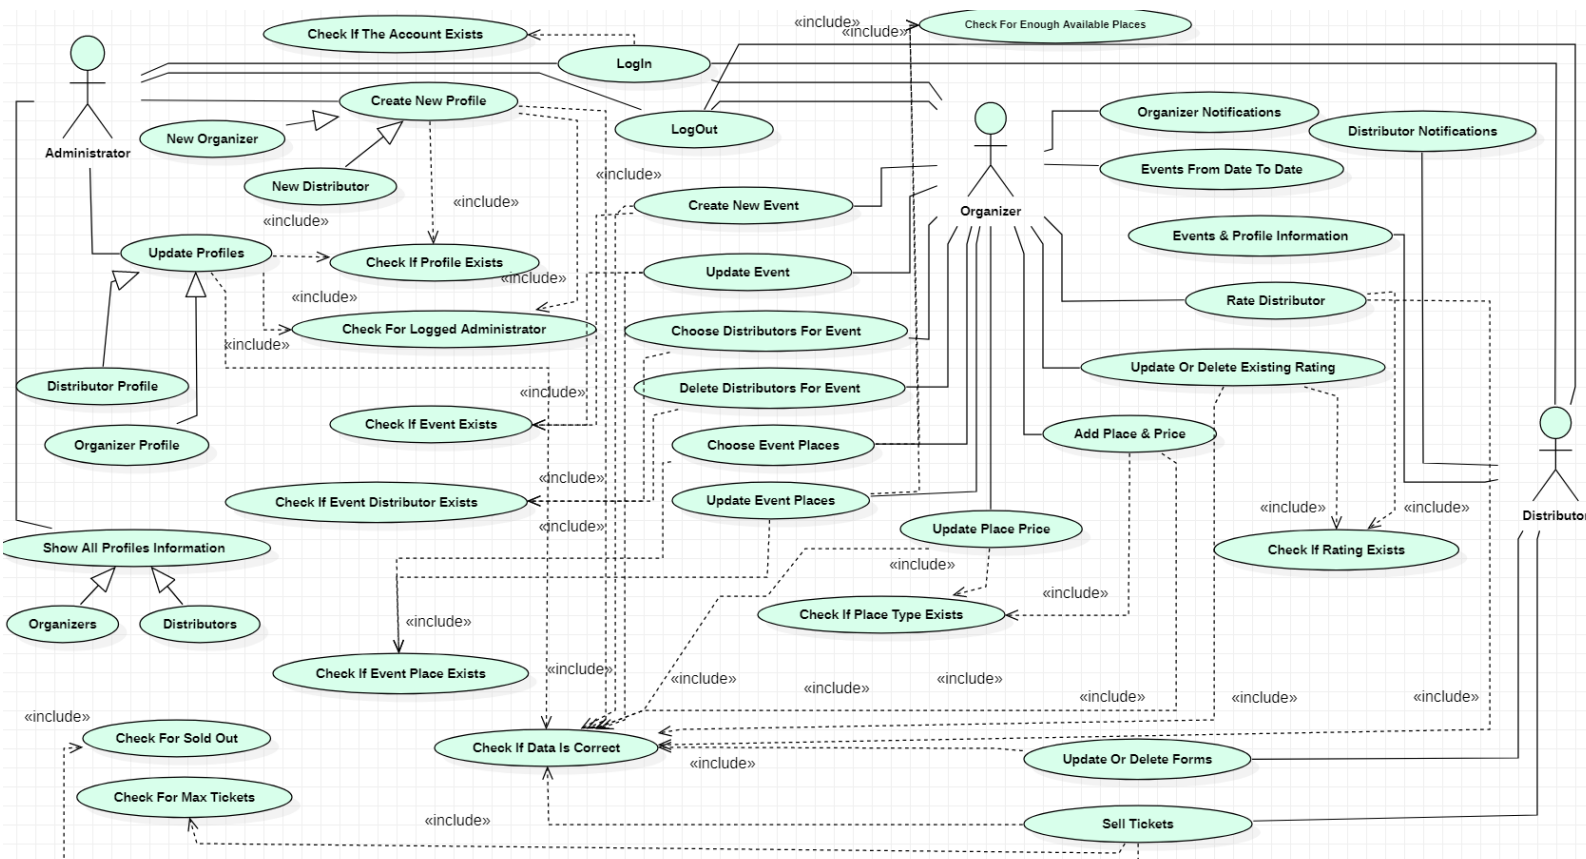 «include»
Check For Enough Available Places
«include»
Check If The Account Exists
LogIn
Create New Profile
Organizer Notifications
LogOut
Distributor Notifications
New Organizer
Administrator
Events From Date To Date
«include»
New Distributor
«include»
Create New Event
Organizer
«include»
Events & Profile Information
Update Profiles
Check If Profile Exists
Update Event
«include»
«include»
Rate Distributor
Check For Logged Administrator
Choose Distributors For Event
«include»
Update Or Delete Existing Rating
Distributor Profile
Delete Distributors For Event
«include»
Check If Event Exists
Add Place & Price
Organizer Profile
Choose Event Places
«include»
Check If Event Distributor Exists
Update Event Places
«include»
«include»
Distributor
«include»
Update Place Price
Show All Profiles Information
Check If Rating Exists
«include»
«include»
Check If Place Type Exists
Organizers
Distributors
«include»
Check If Event Place Exists
«include»
«include»
«include»
«include»
«include»
«include»
«include»
«include»
Check For Sold Out
Check If Data Is Correct
Update Or Delete Forms
«include»
Check For Max Tickets
«include»
Sell Tickets